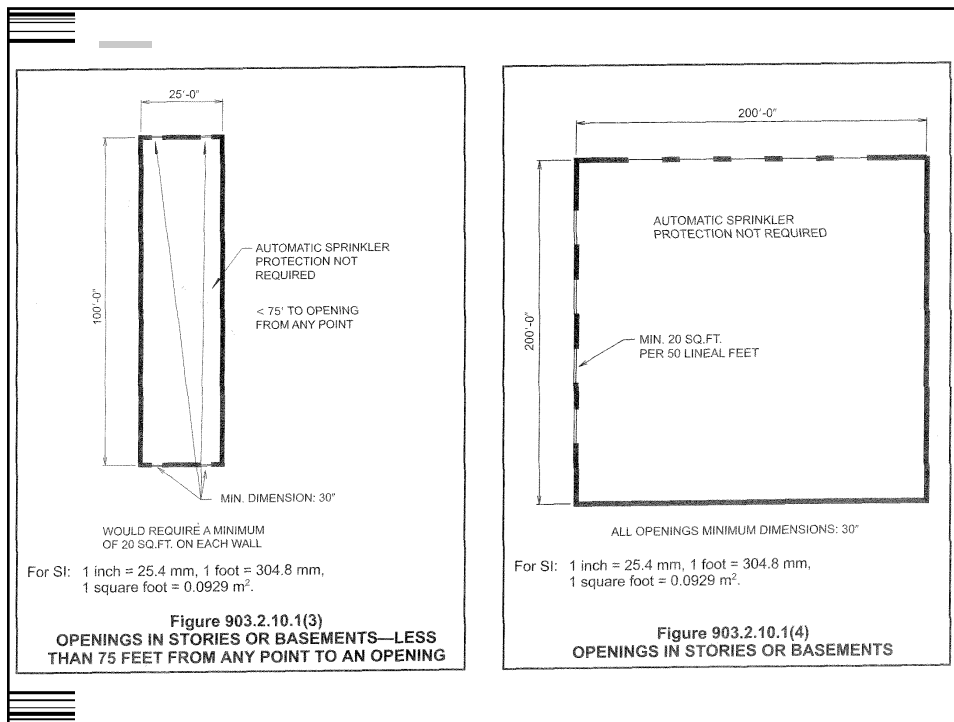 25'-0"
100'-0"
AUTOMATIC SPRINKLER
PROTECTION NOT
REQUIRED
< 75' TO OPENING
FROM ANY POINT
MIN. DIMENSION: 30"
WOULD REQUIRE A MINIMUM
OF 20 SQ.FT. ON EACH WALL
For SI: 1 inch = 25.4 mm, 1 foot = 304.8 mm,
1 square foot = 0.0929 m².
Figure 903.2.10.1(3)
OPENINGS IN STORIES OR BASEMENTS—LESS
THAN 75 FEET FROM ANY POINT TO AN OPENING
200'-0"
200'-0"
AUTOMATIC SPRINKLER
PROTECTION NOT REQUIRED
MIN. 20 SQ.FT.
PER 50 LINEAL FEET
ALL OPENINGS MINIMUM DIMENSIONS: 30"
For SI: 1 inch = 25.4 mm, 1 foot = 304.8 mm,
1 square foot = 0.0929 m².
Figure 903.2.10.1(4)
OPENINGS IN STORIES OR BASEMENTS